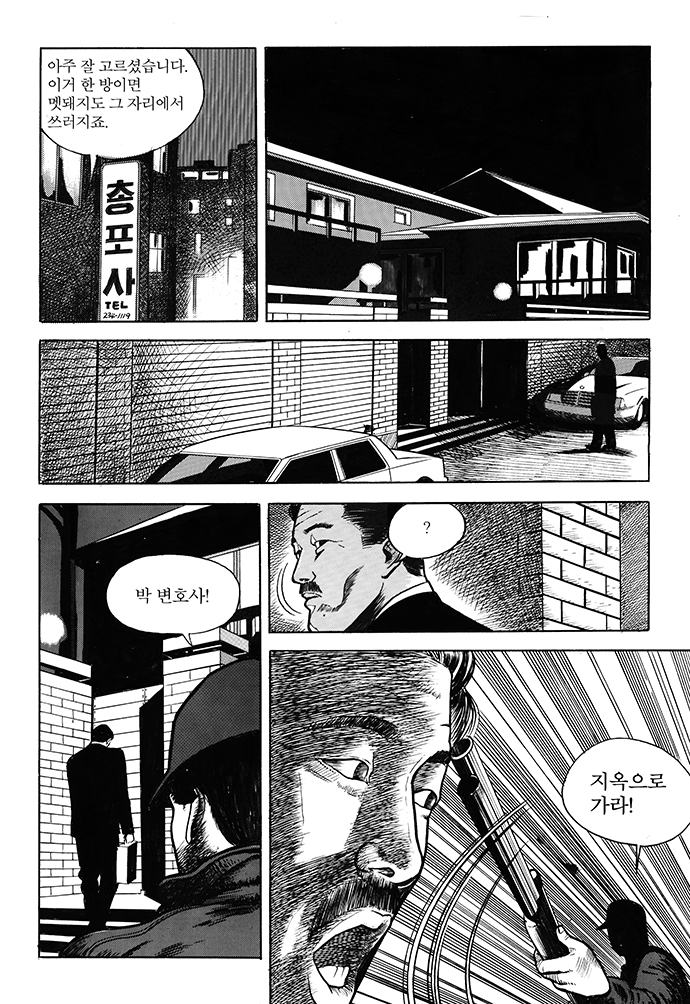 아주 잘 고르셨습니다.
이거 한 방이면
멧돼지도 그 자리에서
쓰러지죠.
총포사
TEL
234-1119
?
박 변호사!
지옥으로
가라!